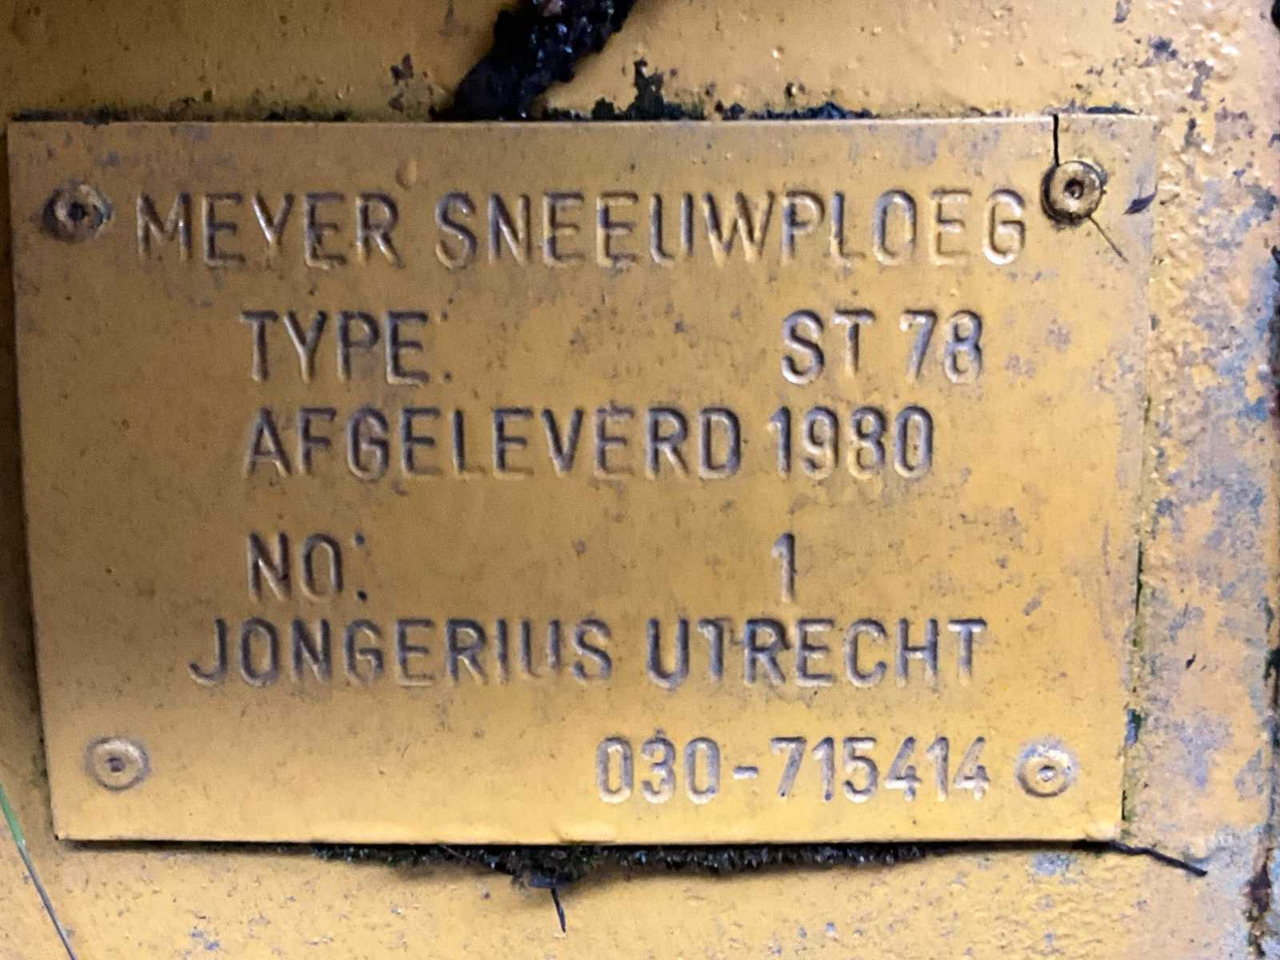 MEYER SNEEUWPLOEG
TYPE: ST 78
AFGELEVERD 1980
NO: 1
JONGERIUS UTRECHT
030-715414